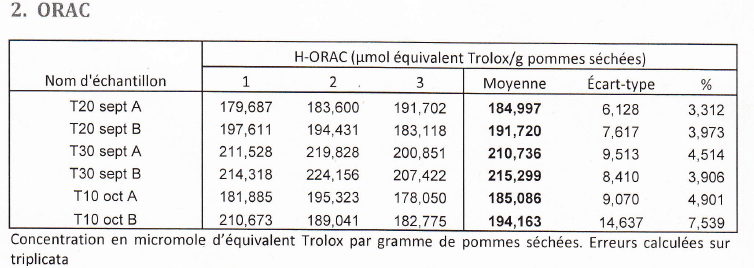 2. ORAC
H-ORAC (µmol équivalent Trolox/g pommes séchées)
Nom d'échantillon 1 2 3 Moyenne Écart-type %
T20 sept A 179,687 183,600 191,702 184,997 6,128 3,312
T20 sept B 197,611 194,431 183,118 191,720 7,617 3,973
T30 sept A 211,528 219,828 200,851 210,736 9,513 4,514
T30 sept B 214,318 224,156 207,422 215,299 8,410 3,906
T10 oct A 181,885 195,323 178,050 185,086 9,070 4,901
T10 oct B 210,673 189,041 182,775 194,163 14,637 7,539
Concentration en micromole d'équivalent Trolox par gramme de pommes séchées. Erreurs calculées sur
triplicata